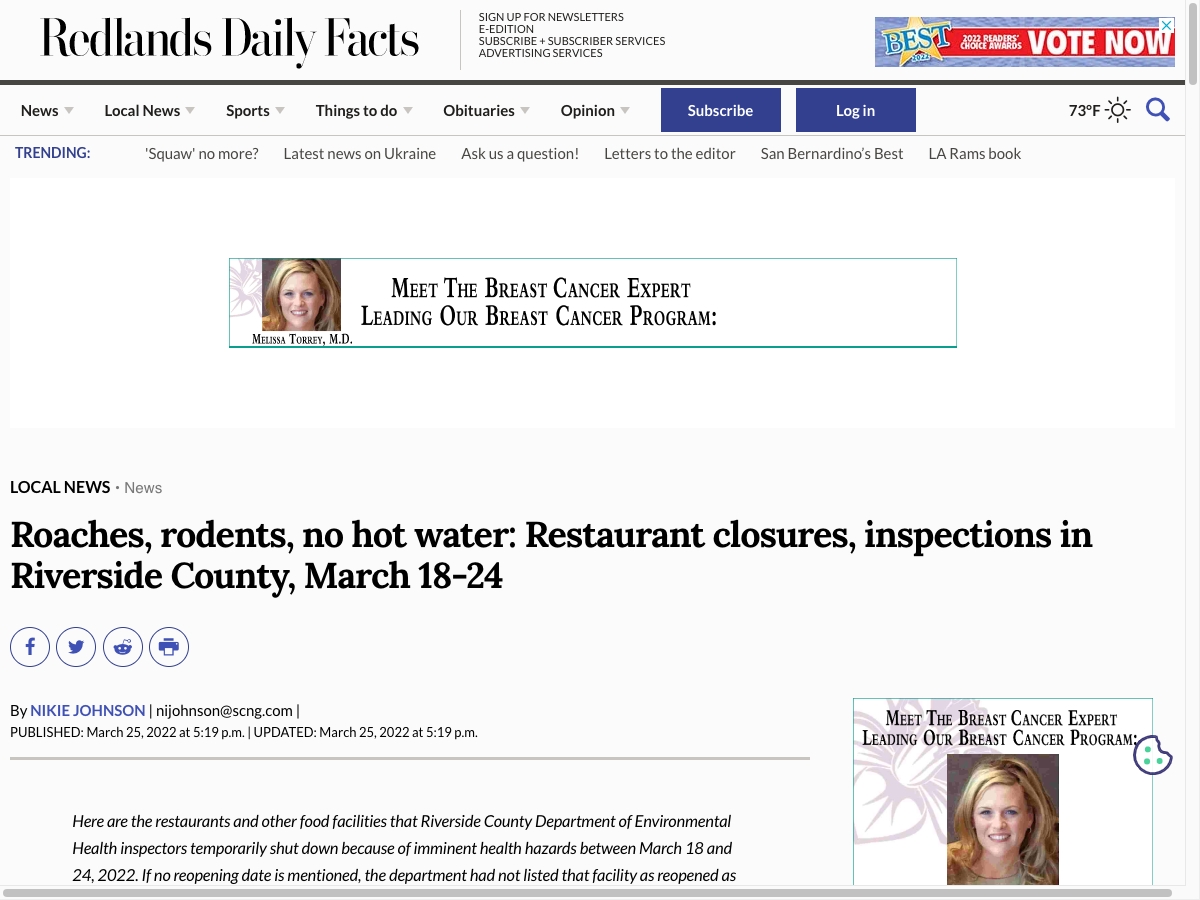 Redlands Daily Facts
SIGN UP FOR NEWSLETTERS
E-EDITION
SUBSCRIBE + SUBSCRIBER SERVICES
ADVERTISING SERVICES
BEST
2022
2022 READERS'
CHOICE AWARDS
VOTE NOW
News
Local News
Sports
Things to do
Obituaries
Opinion
Subscribe
Log in
73°F
TRENDING:
'Squaw' no more?
Latest news on Ukraine
Ask us a question!
Letters to the editor
San Bernardino's Best
LA Rams book
Meet The Breast Cancer Expert
Leading Our Breast Cancer Program:
Melissa Torrey, M.D.
LOCAL NEWS • News
Roaches, rodents, no hot water: Restaurant closures, inspections in
Riverside County, March 18-24
By NIKIE JOHNSON | nijohnson@scng.com |
PUBLISHED: March 25, 2022 at 5:19 p.m. | UPDATED: March 25, 2022 at 5:19 p.m.
Meet The Breast Cancer Expert
Leading Our Breast Cancer Program:
Here are the restaurants and other food facilities that Riverside County Department of Environmental
Health inspectors temporarily shut down because of imminent health hazards between March 18 and
24, 2022. If no reopening date is mentioned, the department had not listed that facility as reopened as